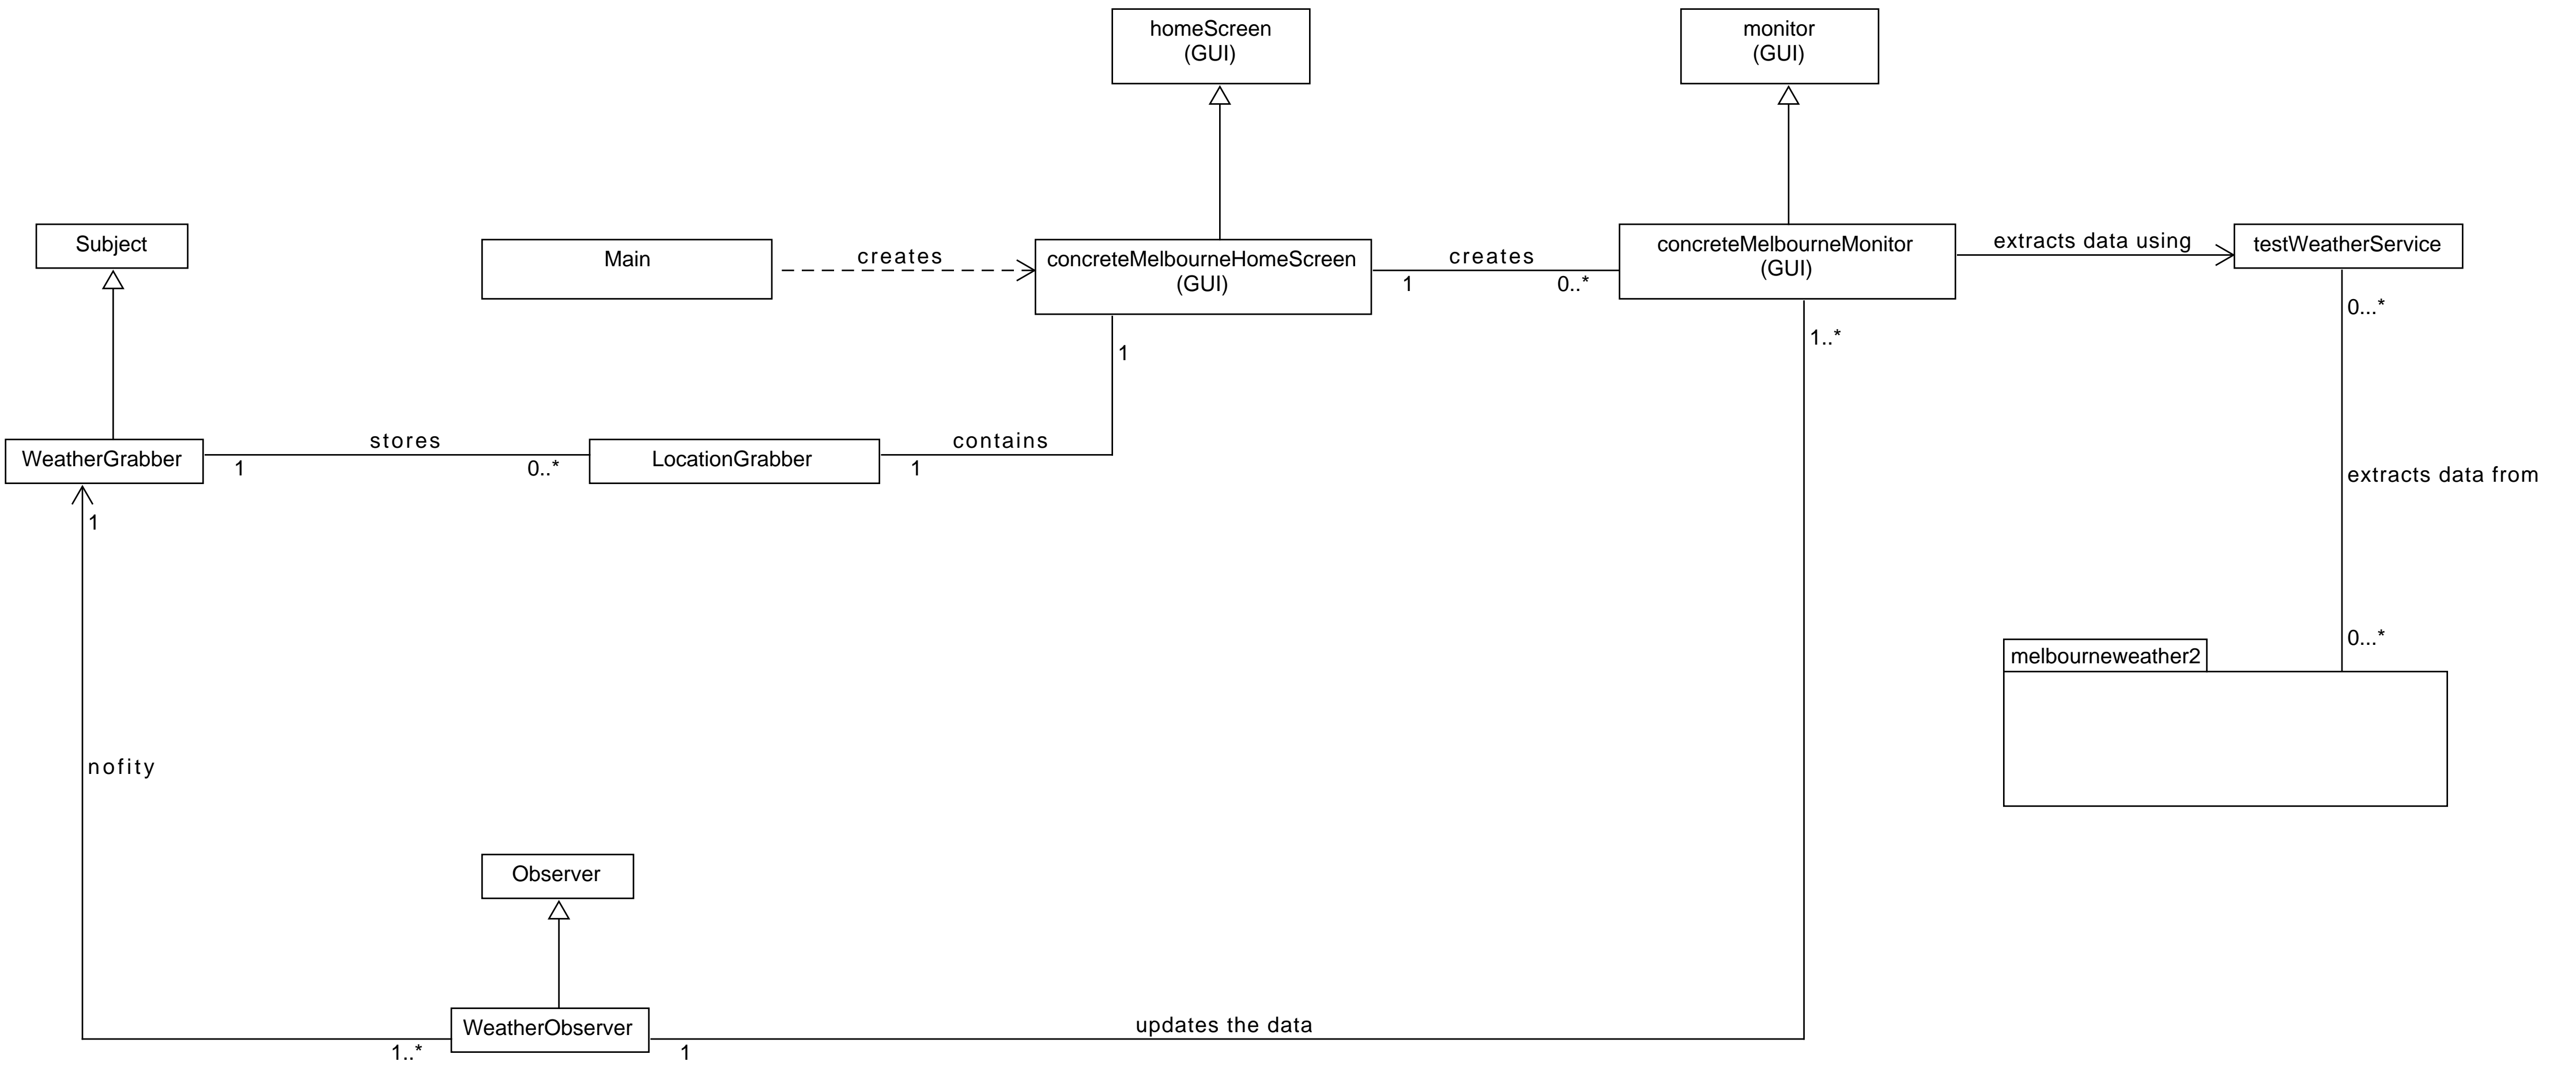 homeScreen
(GUI)
monitor
(GUI)
Subject
Main
creates
concreteMelbourneHomeScreen
(GUI)
creates
1
0..*
concreteMelbourneMonitor
(GUI)
extracts data using
testWeatherService
0...*
1..*
1
WeatherGrabber
1
stores
0..*
LocationGrabber
1
contains
1
extracts data from
0...*
melbourneweather2
nofity
Observer
WeatherObserver
1..*
1
updates the data